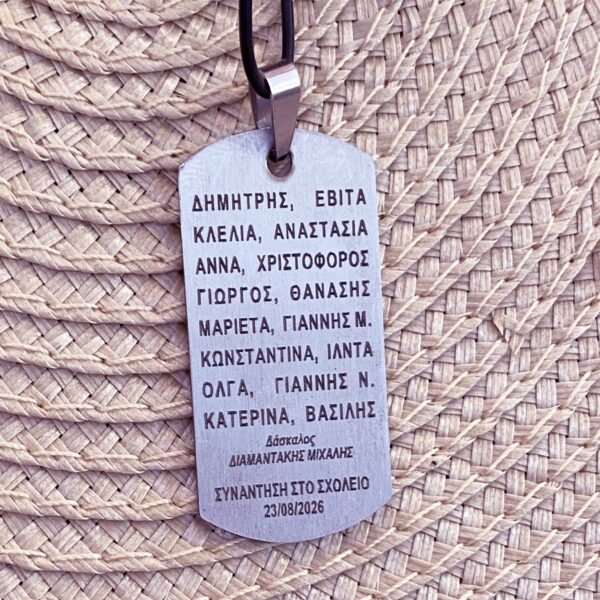 ΔΗΜΗΤΡΗΣ, ΕΒΙΤΑ
ΚΛΕΛΙΑ, ΑΝΑΣΤΑΣΙΑ
ΑΝΝΑ, ΧΡΙΣΤΟΦΟΡΟΣ
ΓΙΩΡΓΟΣ, ΘΑΝΑΣΗΣ
ΜΑΡΙΕΤΑ, ΓΙΑΝΝΗΣ Μ.
ΚΩΝΣΤΑΝΤΙΝΑ, ΙΛΝΤΑ
ΟΛΓΑ, ΓΙΑΝΝΗΣ Ν.
ΚΑΤΕΡΙΝΑ, ΒΑΣΙΛΗΣ
Δάσκαλος
ΔΙΑΜΑΝΤΑΚΗΣ ΜΙΧΑΛΗΣ
ΣΥΝΑΝΤΗΣΗ ΣΤΟ ΣΧΟΛΕΙΟ
23/08/2026